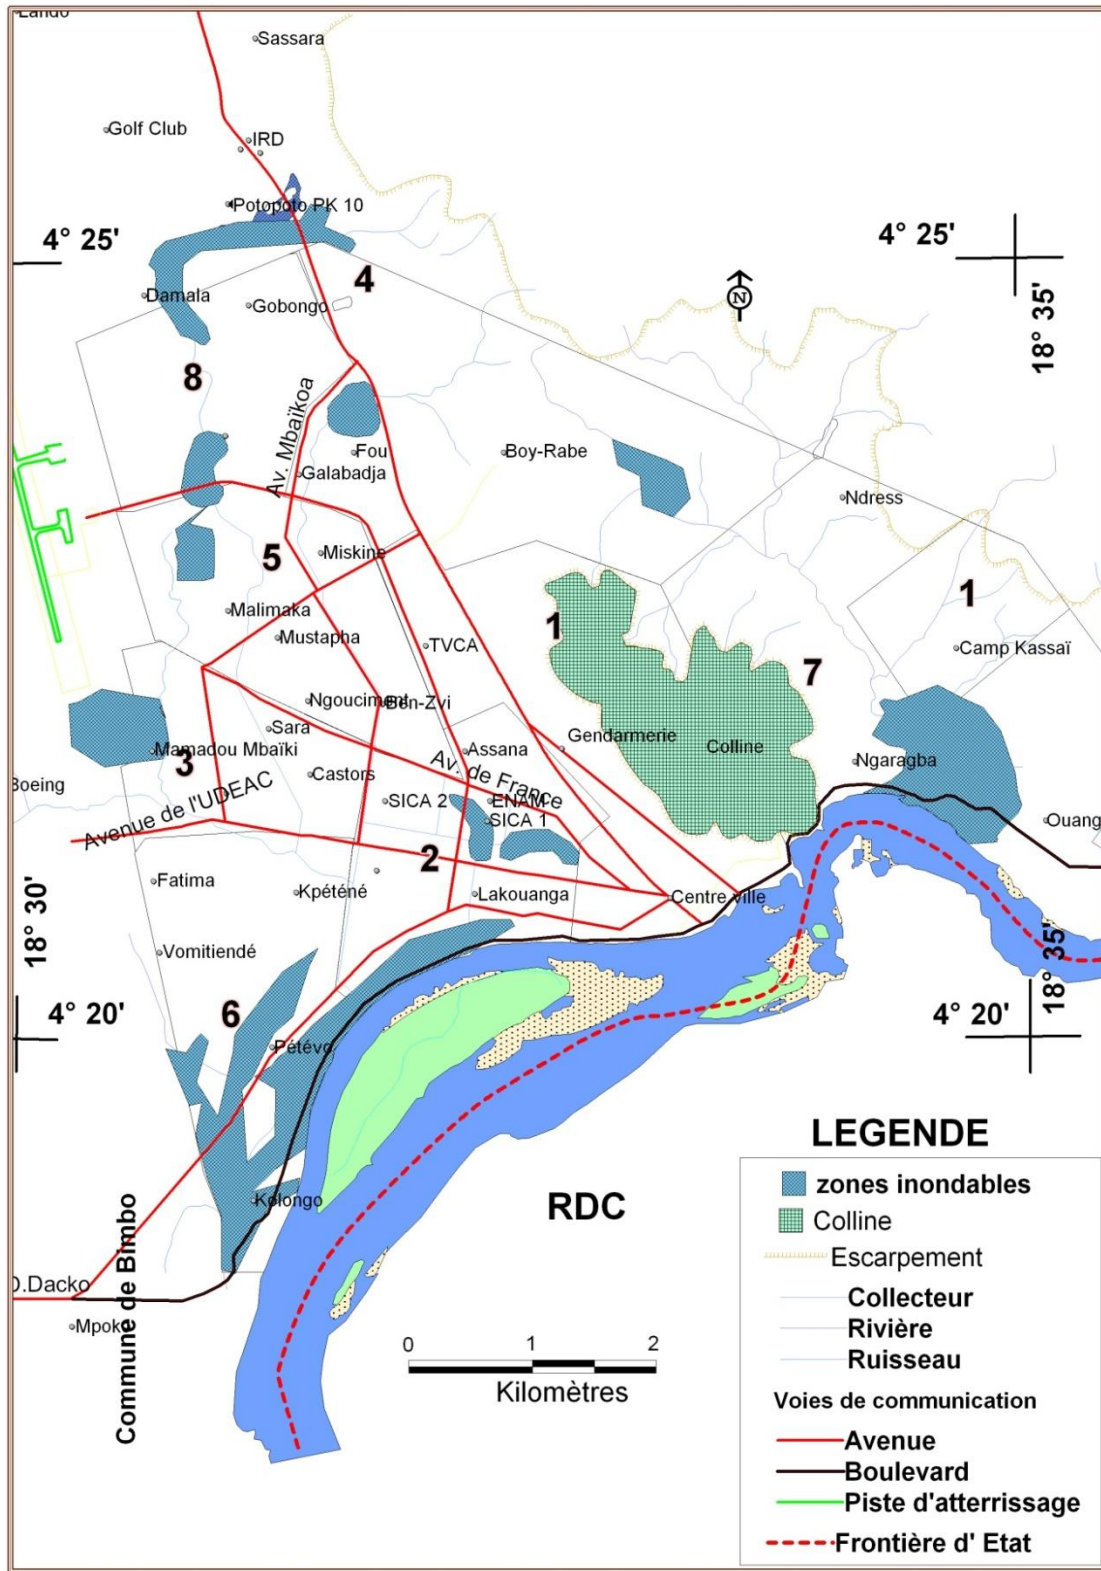 Lando
Sassara
Golf Club
IRD
Potopoto PK 10
4° 25'
4° 25'
18° 35'
4
N
Damala
Gobongo
8
Av. Mbaïkoa
Fou
Galabadja
Boy-Rabe
Ndress
5
Miskine
Malimaka
Mustapha
TVCA
1
1
Camp Kassaï
7
Ngouciment
Ben-Zvi
Sara
Mamadou Mbaïki
3
Assana
Gendarmerie
Colline
Ngaragba
Castors
Av. de France
Boeing
Avenue de l'UDEAC
SICA 2
ENAM
SICA 1
Ouang
2
Fatima
Kpéténé
Lakouanga
Centre ville
18° 30'
Vomitiendé
18° 35'
4° 20'
6
4° 20'
Pétévo
Kolongo
RDC
D.Dacko
Mpoko
Commune de Bimbo
0 1 2
Kilomètres
LEGENDE
zones inondables
Colline
Escarpement
Collecteur
Rivière
Ruisseau
Voies de communication
Avenue
Boulevard
Piste d'atterrissage
Frontière d' Etat